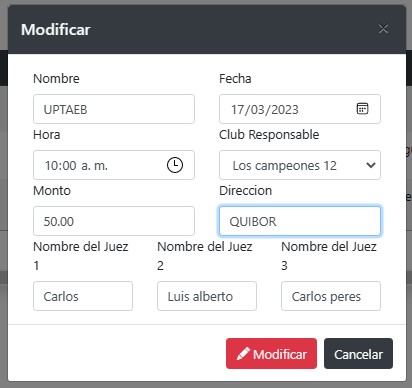 Modificar ×
Nombre Fecha
UPTAEB 17/03/2023
Hora Club Responsable
10:00 a. m. Los campeones 12
Monto Direccion
50.00 QUIBOR
Nombre del Juez Nombre del Juez Nombre del Juez
1 2 3
Carlos Luis alberto Carlos peres
Modificar Cancelar